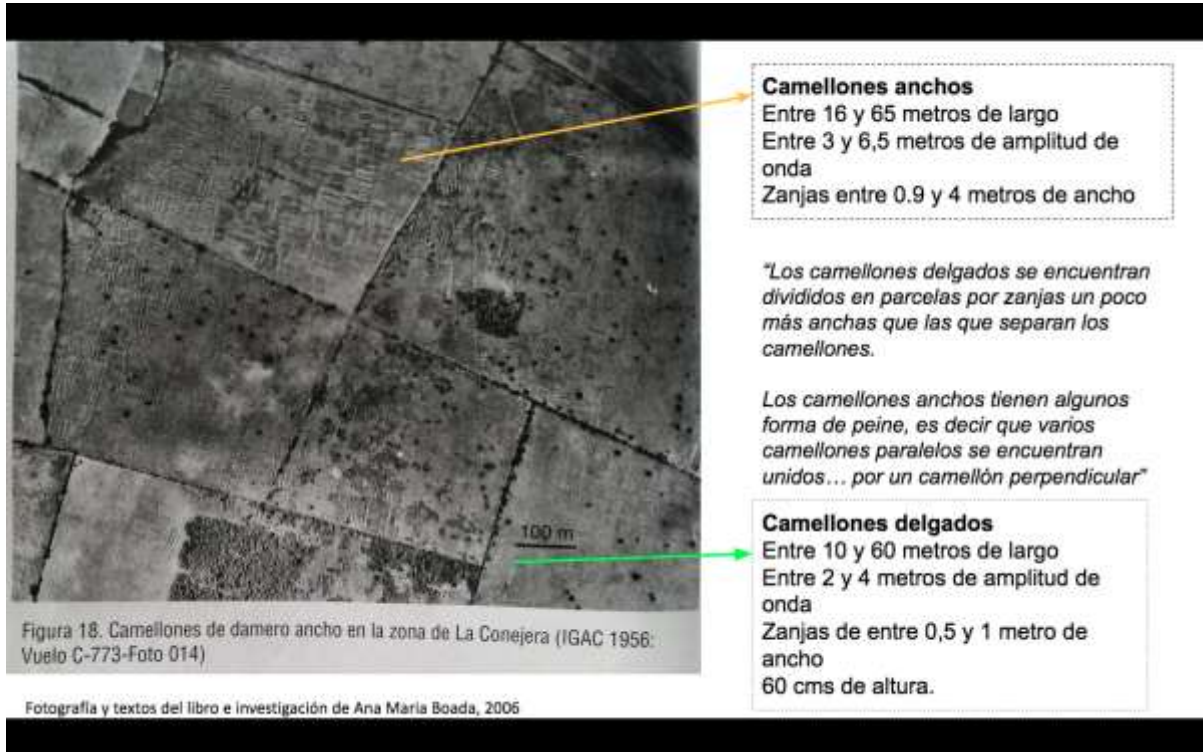 Camellones anchos
Entre 16 y 65 metros de largo
Entre 3 y 6,5 metros de amplitud de
onda
Zanjas entre 0.9 y 4 metros de ancho
"Los camellones delgados se encuentran
divididos en parcelas por zanjas un poco
más anchas que las que separan los
camellones.
Los camellones anchos tienen algunos
forma de peine, es decir que varios
camellones paralelos se encuentran
unidos… por un camellón perpendicular"
Camellones delgados
Entre 10 y 60 metros de largo
Entre 2 y 4 metros de amplitud de
onda
Zanjas de entre 0,5 y 1 metro de
ancho
60 cms de altura.
100 m
Figura 18. Camellones de damero ancho en la zona de La Conejera (IGAC 1956:
Vuelo C-773-Foto 014)
Fotografía y textos del libro e investigación de Ana María Boada, 2006